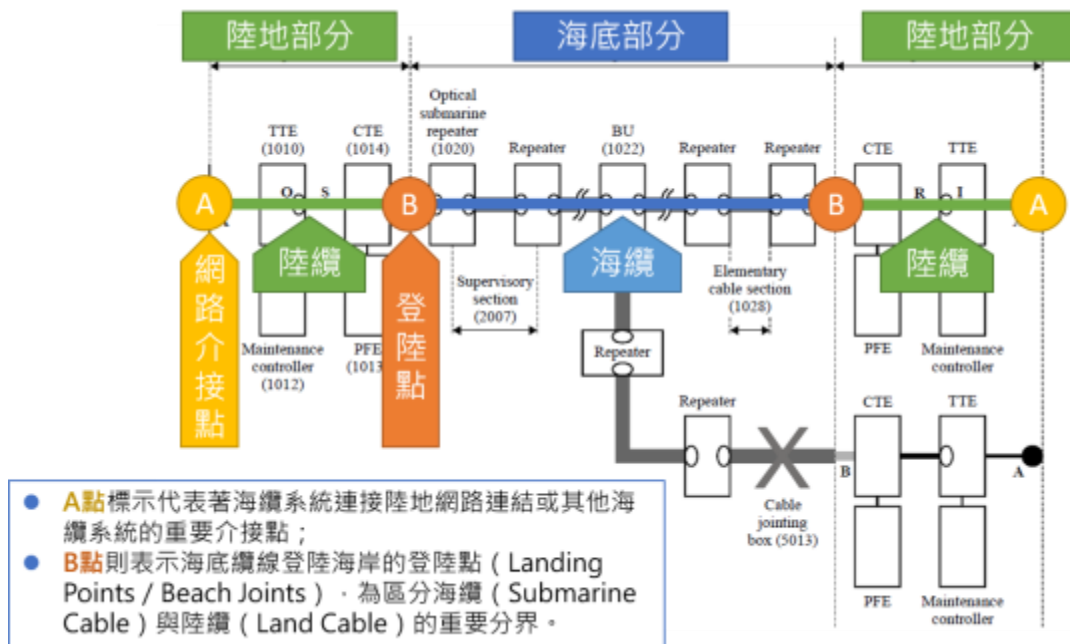 陸地部分
海底部分
陸地部分
Optical
submarine
repeater
(1020)
TTE
(1010)
CTE
(1014)
Repeater
BU
(1022)
Repeater
Repeater
CTE
TTE
A
O
S
B
B
R
I
A
網路介接點
陸纜
登陸點
海纜
陸纜
Supervisory
section
(2007)
Elementary
cable section
(1028)
Maintenance
controller
(1012)
PFE
(1013
Repeater
PFE
Maintenance
controller
Repeater
CTE
TTE
B
A
Cable
jointing
box (5013)
PFE
Maintenance
controller
A點標示代表著海纜系統連接陸地網路連結或其他海
纜系統的重要介接點；
B點則表示海底纜線登陸海岸的登陸點（Landing
Points / Beach Joints），為區分海纜（Submarine
Cable）與陸纜（Land Cable）的重要分界。